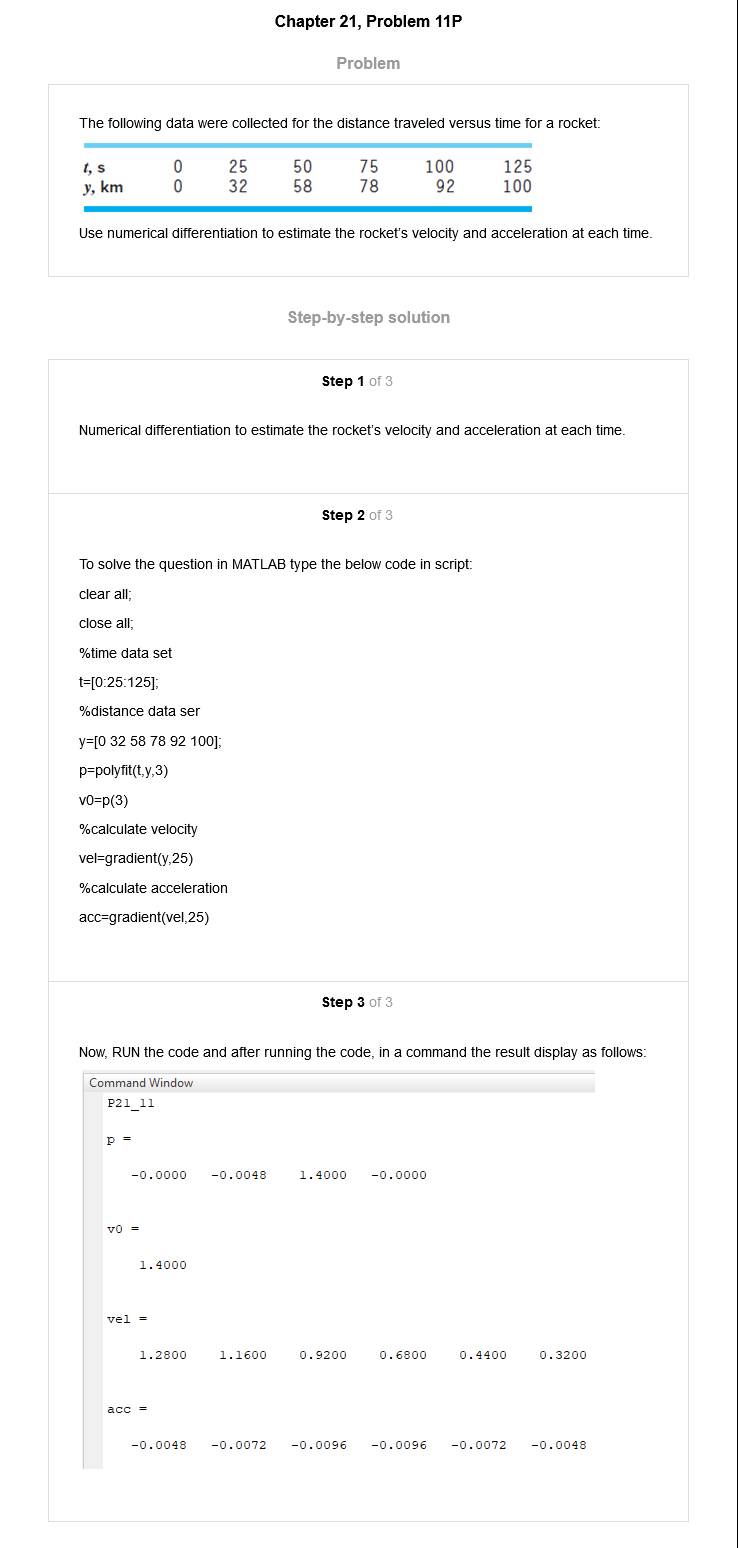 Chapter 21, Problem 11P
Problem
The following data were collected for the distance traveled versus time for a rocket:
t, s 0 25 50 75 100 125
y, km 0 32 58 78 92 100
Use numerical differentiation to estimate the rocket's velocity and acceleration at each time.
Step-by-step solution
Step 1 of 3
Numerical differentiation to estimate the rocket's velocity and acceleration at each time.
Step 2 of 3
To solve the question in MATLAB type the below code in script:
clear all;
close all;
%time data set
t=[0:25:125];
%distance data ser
y=[0 32 58 78 92 100];
p=polyfit(t,y,3)
v0=p(3)
%calculate velocity
vel=gradient(y,25)
%calculate acceleration
acc=gradient(vel,25)
Step 3 of 3
Now, RUN the code and after running the code, in a command the result display as follows:
Command Window
P21_11
p =
-0.0000 -0.0048 1.4000 -0.0000
v0 =
1.4000
vel =
1.2800 1.1600 0.9200 0.6800 0.4400 0.3200
acc =
-0.0048 -0.0072 -0.0096 -0.0096 -0.0072 -0.0048